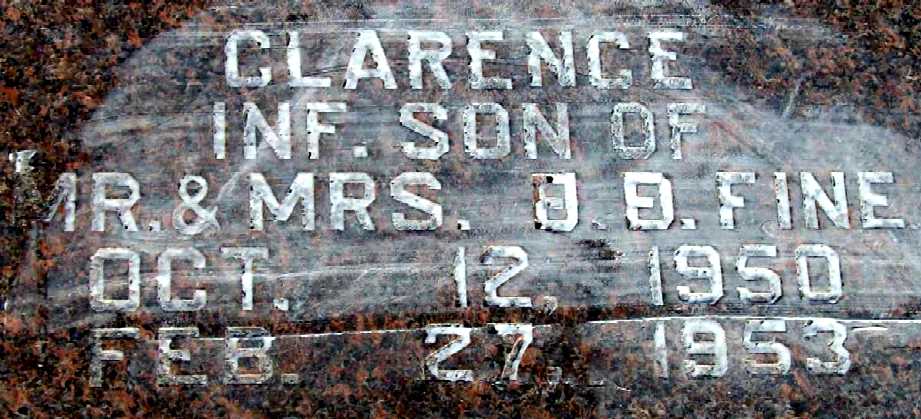 CLARENCE
INF. SON OF
MR. & MRS. J. B. FINE
OCT. 12, 1950
FEB. 27, 1953